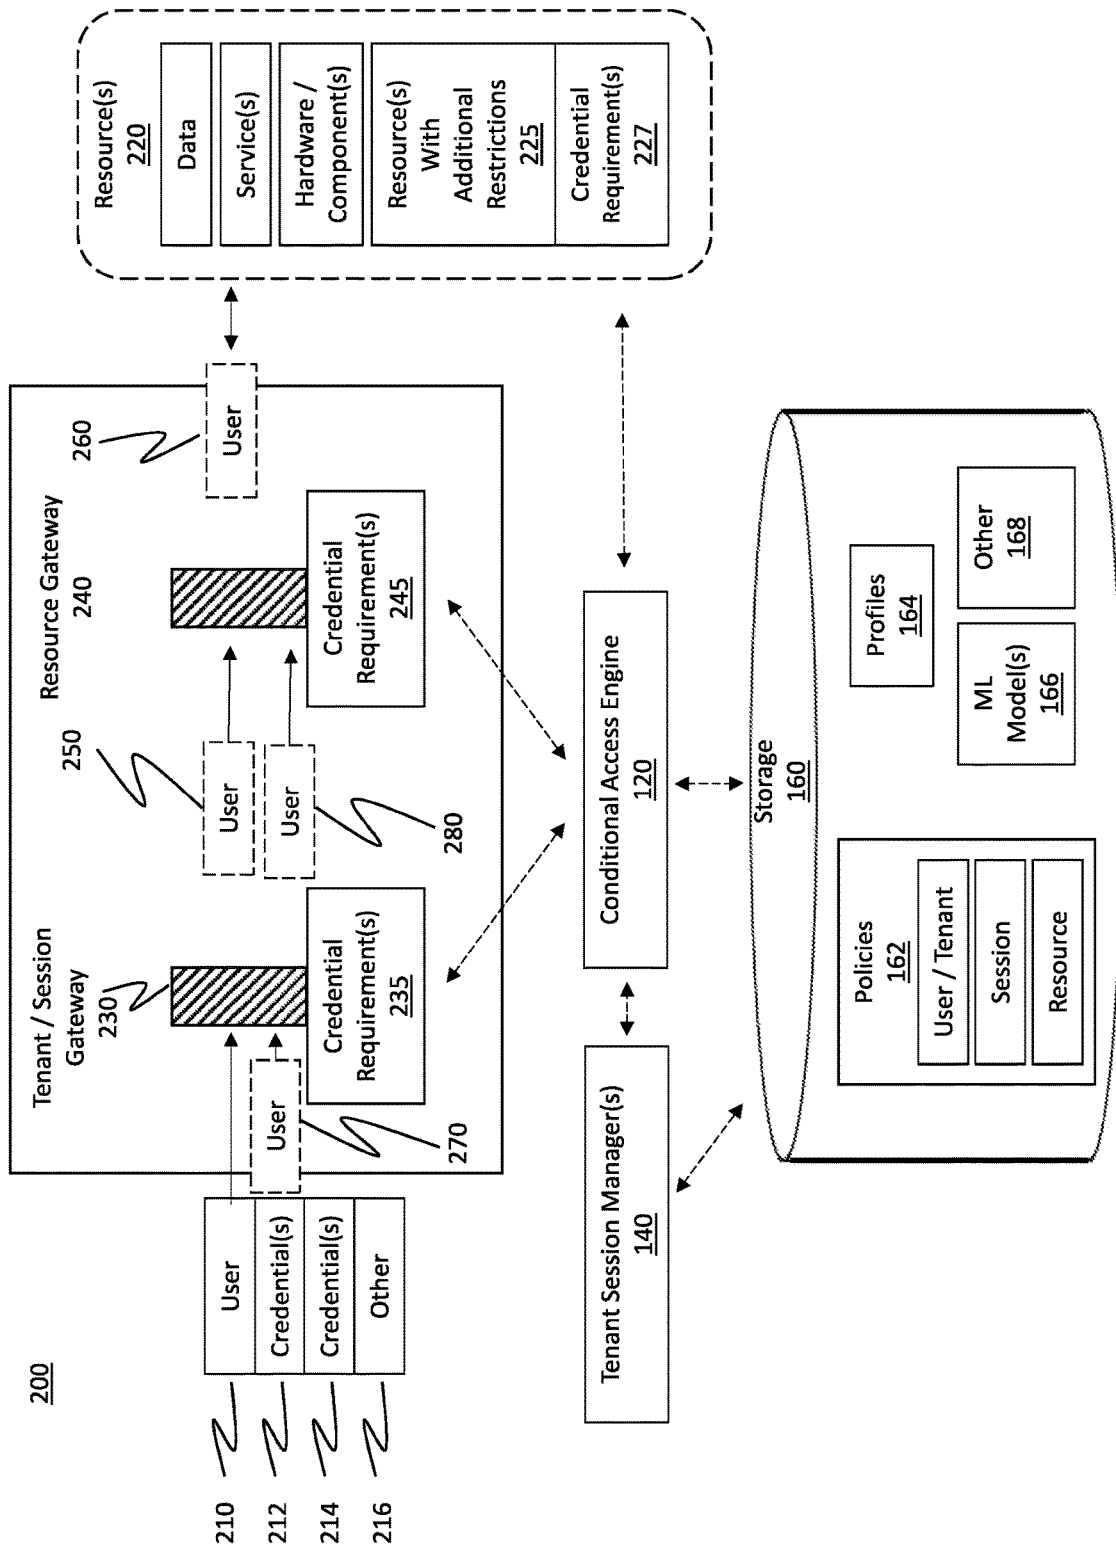 200
210
212
214
216
User
Credential(s)
Credential(s)
Other
Tenant / Session
Gateway
230
User
270
Credential
Requirement(s)
235
Resource Gateway
240
250
User
User
280
Credential
Requirement(s)
245
260
User
Resource(s)
220
Data
Service(s)
Hardware /
Component(s)
Resource(s)
With
Additional
Restrictions
225
Credential
Requirement(s)
227
Tenant Session Manager(s)
140
Conditional Access Engine
120
Storage
160
Policies
162
User / Tenant
Session
Resource
Profiles
164
ML
Model(s)
166
Other
168